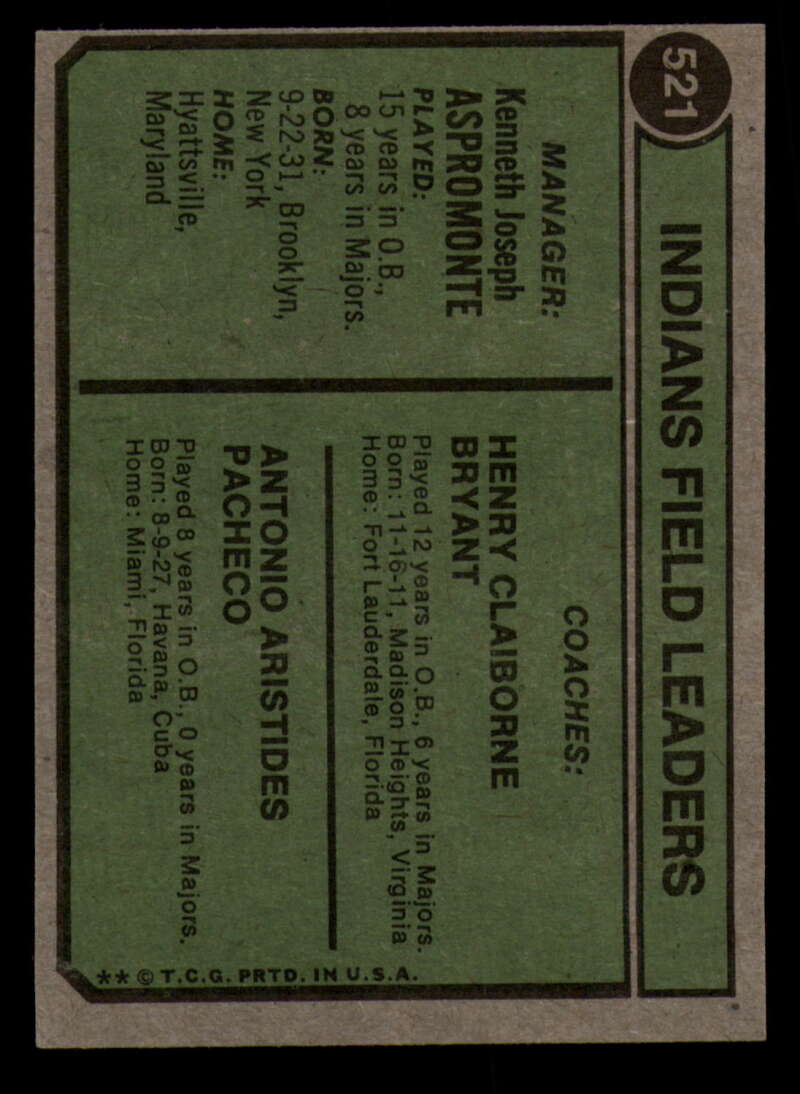 521
INDIANS FIELD LEADERS
MANAGER:
Kenneth Joseph
ASPROMONTE
PLAYED:
15 years in O.B.,
8 years in Majors.
BORN:
9-22-31, Brooklyn,
New York
HOME:
Hyattsville,
Maryland
COACHES:
HENRY CLAIBORNE
BRYANT
Played 12 years in O.B., 6 years in Majors.
Born: 11-16-11, Madison Heights, Virginia
Home: Fort Lauderdale, Florida
ANTONIO ARISTIDES
PACHECO
Played 8 years in O.B., 0 years in Majors.
Born: 8-9-27, Havana, Cuba
Home: Miami, Florida
** © T.C.G. PRTD. IN U.S.A.